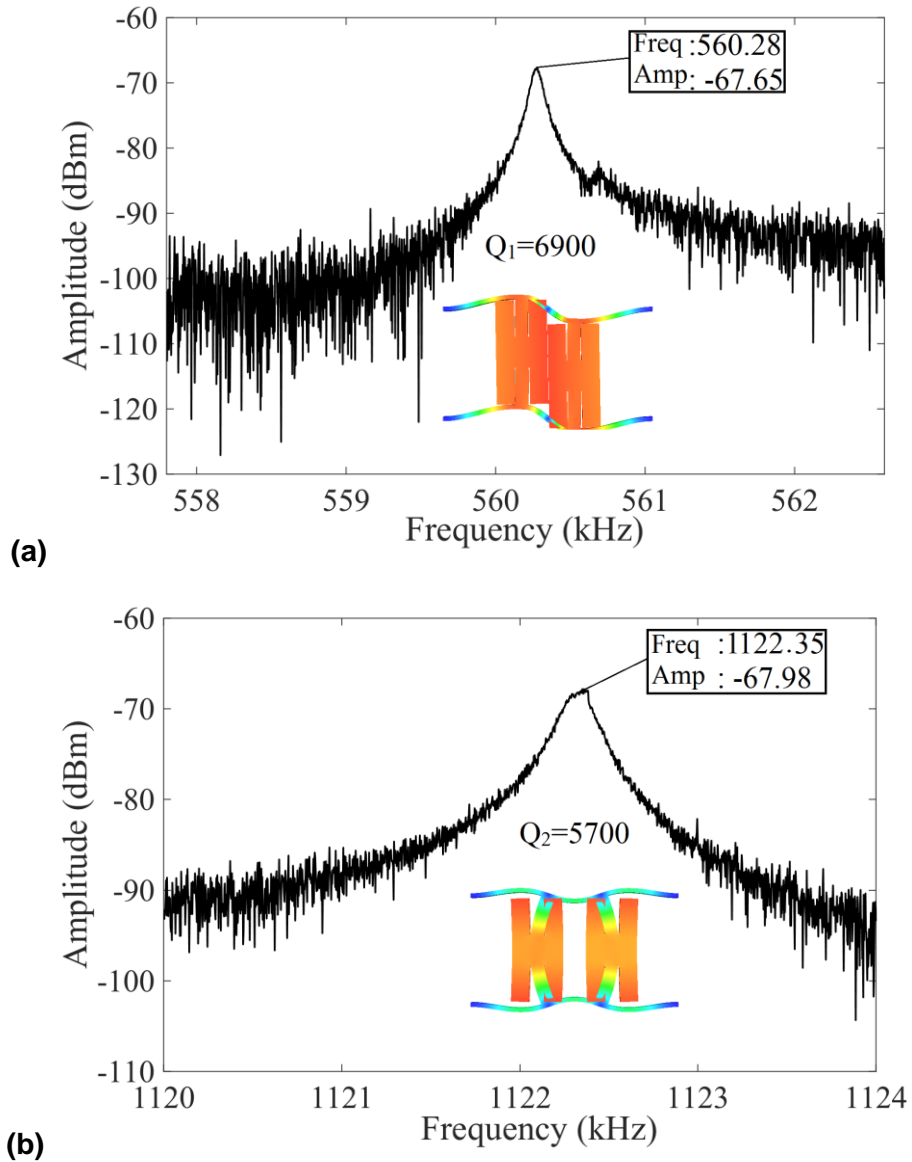 -60
-70
-80
-90
-100
-110
-120
-130
Amplitude (dBm)
Freq :560.28
Amp : -67.65
Q1=6900
558
559
560
561
562
Frequency (kHz)
(a)
-60
-70
-80
-90
-100
-110
Amplitude (dBm)
Freq :1122.35
Amp : -67.98
Q2=5700
1120
1121
1122
1123
1124
Frequency (kHz)
(b)